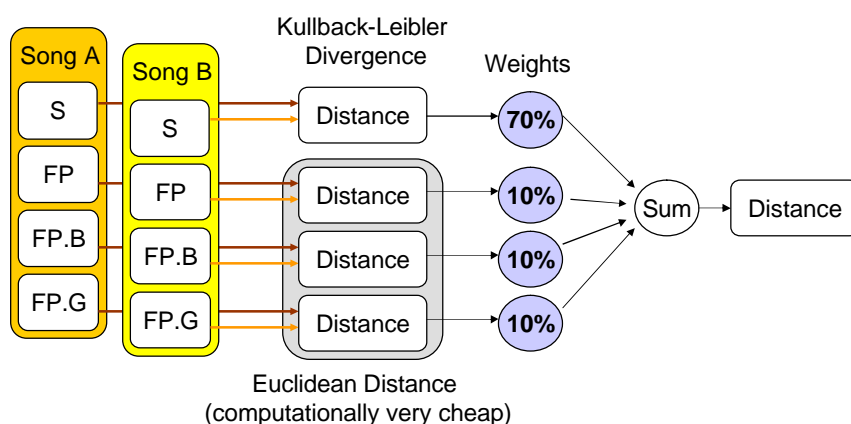 Kullback-Leibler
Divergence
Weights
Song A
Song B
S
S
Distance
70%
FP
FP
Distance
10%
Sum
Distance
FP.B
FP.B
Distance
10%
FP.G
FP.G
Distance
10%
Euclidean Distance
(computationally very cheap)